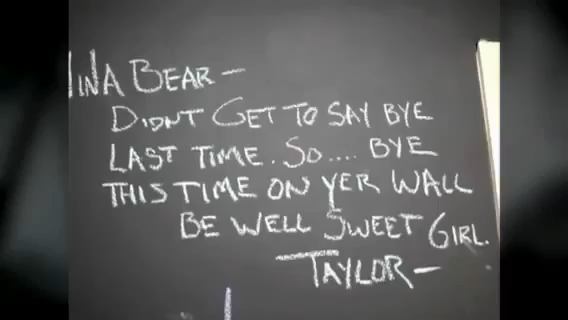 INA BEAR—
DIDNT GET TO SAY BYE
LAST TIME. SO.... BYE
THIS TIME ON YER WALL
BE WELL SWEET GIRL.
TAYLOR—